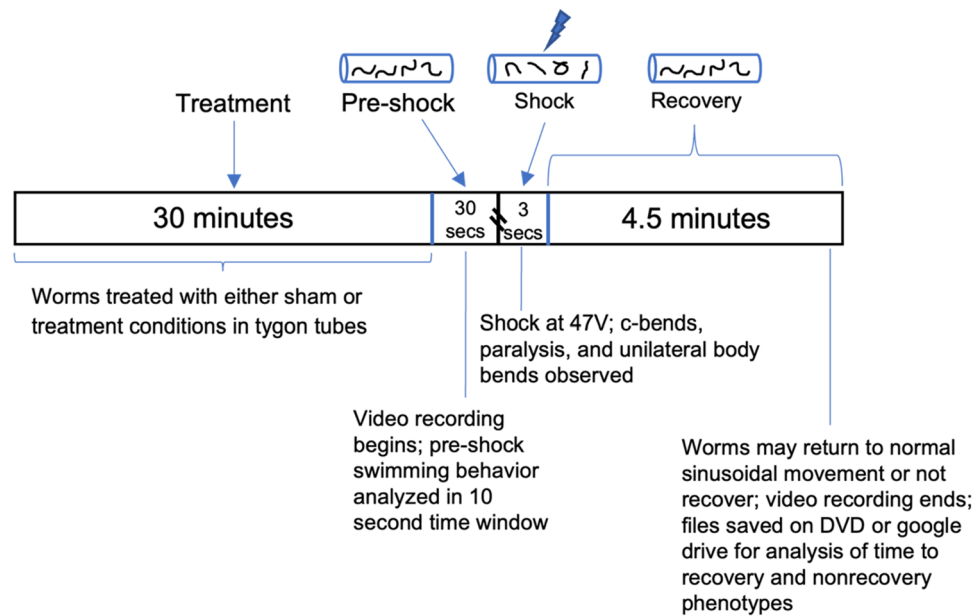 Treatment
Pre-shock
Shock
Recovery
30 minutes
30
secs
3
secs
4.5 minutes
Worms treated with either sham or
treatment conditions in tygon tubes
Shock at 47V; c-bends,
paralysis, and unilateral body
bends observed
Video recording
begins; pre-shock
swimming behavior
analyzed in 10
second time window
Worms may return to normal
sinusoidal movement or not
recover; video recording ends;
files saved on DVD or google
drive for analysis of time to
recovery and nonrecovery
phenotypes